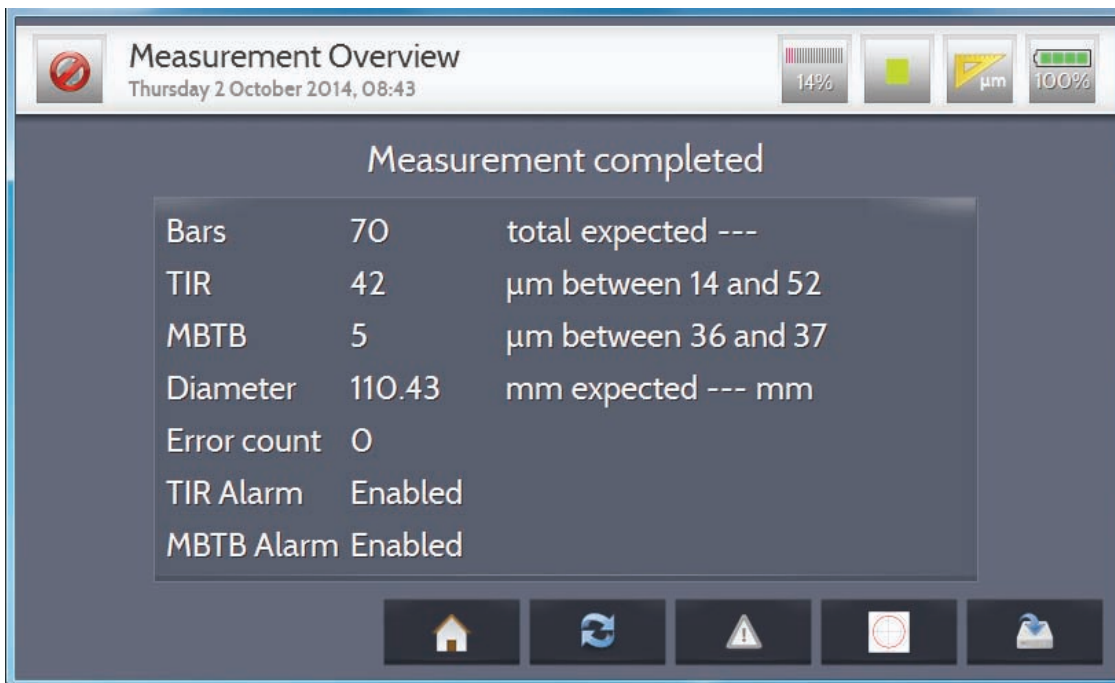 Measurement Overview
Thursday 2 October 2014, 08:43
14%
µm
100%
Measurement completed
Bars 70 total expected ---
TIR 42 µm between 14 and 52
MBTB 5 µm between 36 and 37
Diameter 110.43 mm expected --- mm
Error count 0
TIR Alarm Enabled
MBTB Alarm Enabled